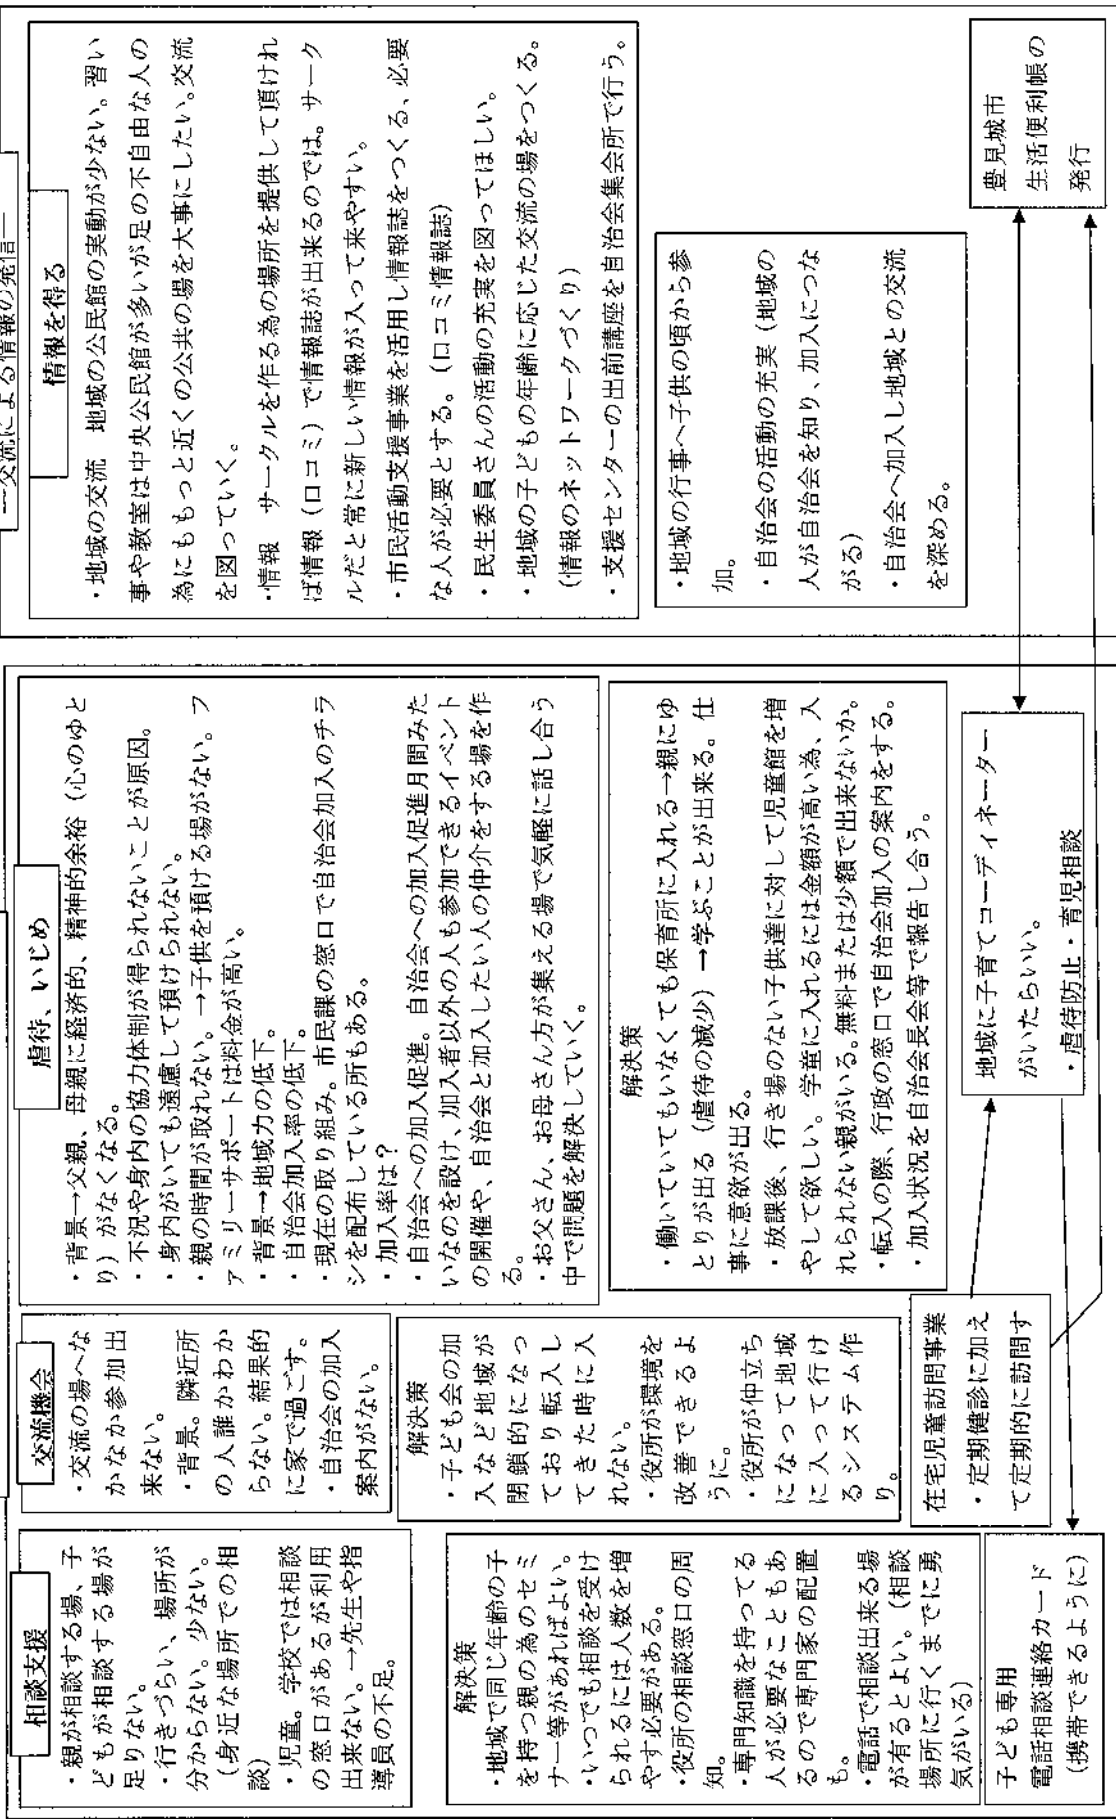 相談支援
・親が相談する場、子
どもが相談する場が
足りない。
・行きづらい、場所が
分からない。少ない。
（身近な場所での相
談）
・児童。学校では相談
の窓口があるが利用
出来ない。→先生や指
導員の不足。
解決策
・地域で同じ年齢の子
を持つ親の為のセミ
ナー等があればよい。
・いつでも相談を受け
られるには人数を増
やす必要がある。
・役所の相談窓口の周
知。
・専門知識を持ってる
人が必要なこともあ
るので専門家の配置
も。
・電話で相談出来る場
が有るとよい。（相談
場所に行くまでに勇
気がいる）
子ども専用
電話相談連絡カード
（携帯できるように）
交流機会
・交流の場へな
かなか参加出
来ない。
・背景。隣近所
の人誰かわか
らない。結果的
に家で過ごす。
・自治会の加入
案内がない。
解決策
・子ども会の加
入など地域が
閉鎖的になっ
ており転入し
てきた時に入
れない。
・役所が環境を
改善できるよ
うに。
・役所が仲立ち
になって地域
に入って行け
るシステム作
り。
在宅児童訪問事業
・定期健診に加え
て定期的に訪問す
る
虐待、いじめ
・背景→父親、母親に経済的、精神的余裕（心のゆと
り）がなくなる。
・不況や身内の協力体制が得られないことが原因。
・身内がいても遠慮して預けられない。
・親の時間が取れない。→子供を預ける場がない。フ
ァミリーサポートは料金が高い。
・背景→地域力の低下。
・自治会加入率の低下。
・現在の取り組み。市民課の窓口で自治会加入のチラ
シを配布している所もある。
・加入率は？
・自治会への加入促進。自治会への加入促進月間みた
いなのを設け、加入者以外の人も参加できるイベント
の開催や、自治会と加入したい人の仲介をする場を作
る。
・お父さん、お母さん方が集える場で気軽に話し合う
中で問題を解決していく。
解決策
・働いていてもいなくても保育所に入れる→親にゆ
とりが出る（虐待の減少）→学ぶことが出来る。仕
事に意欲が出る。
・放課後、行き場のない子供達に対して児童館を増
やして欲しい。学童に入れるには金額が高い為、入
れられない親がいる。無料または少額で出来ないか。
・転入の際、行政の窓口で自治会加入の案内をする。
・加入状況を自治会長会等で報告し合う。
地域に子育てコーディネーター
がいたらいい。
・虐待防止・育児相談
―交流による情報の発信―
情報を得る
・地域の交流　地域の公民館の実動が少ない。習い
事や教室は中央公民館が多いが足の不自由な人の
為にももっと近くの公共の場を大事にしたい。交流
を図っていく。
・情報　サークルを作る為の場所を提供して頂けれ
ば情報（口コミ）で情報誌が出来るのでは。サーク
ルだと常に新しい情報が入って来やすい。
・市民活動支援事業を活用し情報誌をつくる、必要
な人が必要とする。（口コミ情報誌）
・民生委員さんの活動の充実を図ってほしい。
・地域の子どもの年齢に応じた交流の場をつくる。
（情報のネットワークづくり）
・支援センターの出前講座を自治会集会所で行う。
・地域の行事へ子供の頃から参
加。
・自治会の活動の充実（地域の
人が自治会を知り、加入につな
がる）
・自治会へ加入し地域との交流
を深める。
豊見城市
生活便利帳の
発行